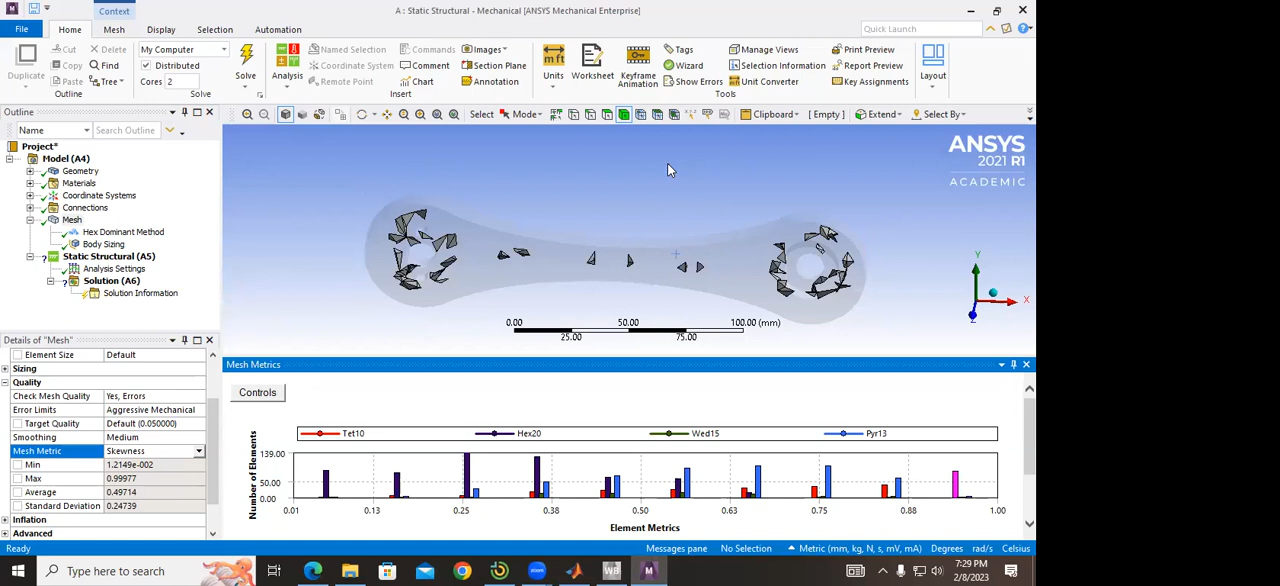 Context
A : Static Structural - Mechanical [ANSYS Mechanical Enterprise]
File Home Mesh Display Selection Automation Quick Launch
Duplicate Cut Delete My Computer Solve Analysis Named Selection Commands Images Units Worksheet Keyframe Animation Tags Manage Views Print Preview Layout
Copy Find Distributed Coordinate System Comment Section Plane Wizard Selection Information Report Preview
Paste Tree Cores 2 Remote Point Chart Annotation Show Errors Unit Converter Key Assignments
Outline Solve Insert Tools
Outline
Name Search Outline
Select Mode Clipboard [ Empty ] Extend Select By
Project*
Model (A4)
Geometry
Materials
Coordinate Systems
Connections
Mesh
Hex Dominant Method
Body Sizing
Static Structural (A5)
Analysis Settings
Solution (A6)
Solution Information
ANSYS
2021 R1
ACADEMIC
0.00 50.00 100.00 (mm)
25.00 75.00
Y
X
Z
Details of "Mesh"
Element Size Default
Sizing
Quality
Check Mesh Quality Yes, Errors
Error Limits Aggressive Mechanical
Target Quality Default (0.050000)
Smoothing Medium
Mesh Metric Skewness
Min 1.2149e-002
Max 0.99977
Average 0.49714
Standard Deviation 0.24739
Inflation
Advanced
Mesh Metrics
Controls
Tet10 Hex20 Wed15 Pyr13
Number of Elements
139.00
50.00
0.00
0.01 0.13 0.25 0.38 0.50 0.63 0.75 0.88 1.00
Element Metrics
Ready Messages pane No Selection Metric (mm, kg, N, s, mV, mA) Degrees rad/s Celsius
Type here to search
zoom
WB
M
7:29 PM
2/8/2023